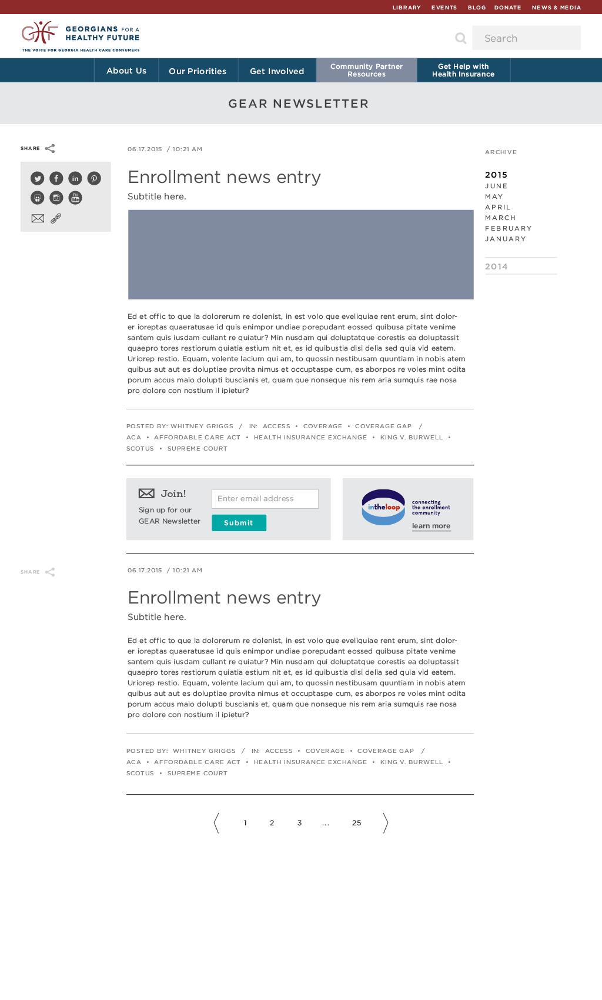 LIBRARY EVENTS BLOG DONATE NEWS & MEDIA
GHF
GEORGIANS FOR A
HEALTHY FUTURE
THE VOICE FOR GEORGIA HEALTH CARE CONSUMERS
Search
About Us
Our Priorities
Get Involved
Community Partner
Resources
Get Help with
Health Insurance
GEAR NEWSLETTER
SHARE
in
You
Tube
06.17.2015 / 10:21 AM
Enrollment news entry
Subtitle here.
Ed et offic to que la dolorerum re dolenist, in est volo que eveliquiae rent erum, sint dolor-
er ioreptas quaeratusae id quis enimpor undiae porepudant eossed quibusa pitate venime
santem quis iusdam cullant re quiatur? Min nusdam qui doluptatque corestis ea doluptassit
quaepro tores restiorum quiatia estium nit et, es id quibustia disi delia sed quia vid eatem.
Uriorep restio. Equam, volente lacium qui am, to quossin nestibusam quuntiam in nobis atem
quibus aut aut es doluptiae provita nimus et occuptaspe cum, es aborpos re voles mint odita
porum accus maio dolupti buscianis et, quam que nonseque nis rem aria sumquis rae nosa
pro dolore con nostium il ipietur?
POSTED BY: WHITNEY GRIGGS / IN: ACCESS • COVERAGE • COVERAGE GAP /
ACA • AFFORDABLE CARE ACT • HEALTH INSURANCE EXCHANGE • KING V. BURWELL •
SCOTUS • SUPREME COURT
Join!
Sign up for our
GEAR Newsletter
Enter email address
Submit
intheloop
connecting
the enrollment
community
learn more
ARCHIVE
2015
JUNE
MAY
APRIL
MARCH
FEBRUARY
JANUARY
2014
SHARE
06.17.2015 / 10:21 AM
Enrollment news entry
Subtitle here.
Ed et offic to que la dolorerum re dolenist, in est volo que eveliquiae rent erum, sint dolor-
er ioreptas quaeratusae id quis enimpor undiae porepudant eossed quibusa pitate venime
santem quis iusdam cullant re quiatur? Min nusdam qui doluptatque corestis ea doluptassit
quaepro tores restiorum quiatia estium nit et, es id quibustia disi delia sed quia vid eatem.
Uriorep restio. Equam, volente lacium qui am, to quossin nestibusam quuntiam in nobis atem
quibus aut aut es doluptiae provita nimus et occuptaspe cum, es aborpos re voles mint odita
porum accus maio dolupti buscianis et, quam que nonseque nis rem aria sumquis rae nosa
pro dolore con nostium il ipietur?
POSTED BY: WHITNEY GRIGGS / IN: ACCESS • COVERAGE • COVERAGE GAP /
ACA • AFFORDABLE CARE ACT • HEALTH INSURANCE EXCHANGE • KING V. BURWELL •
SCOTUS • SUPREME COURT
1 2 3 ... 25